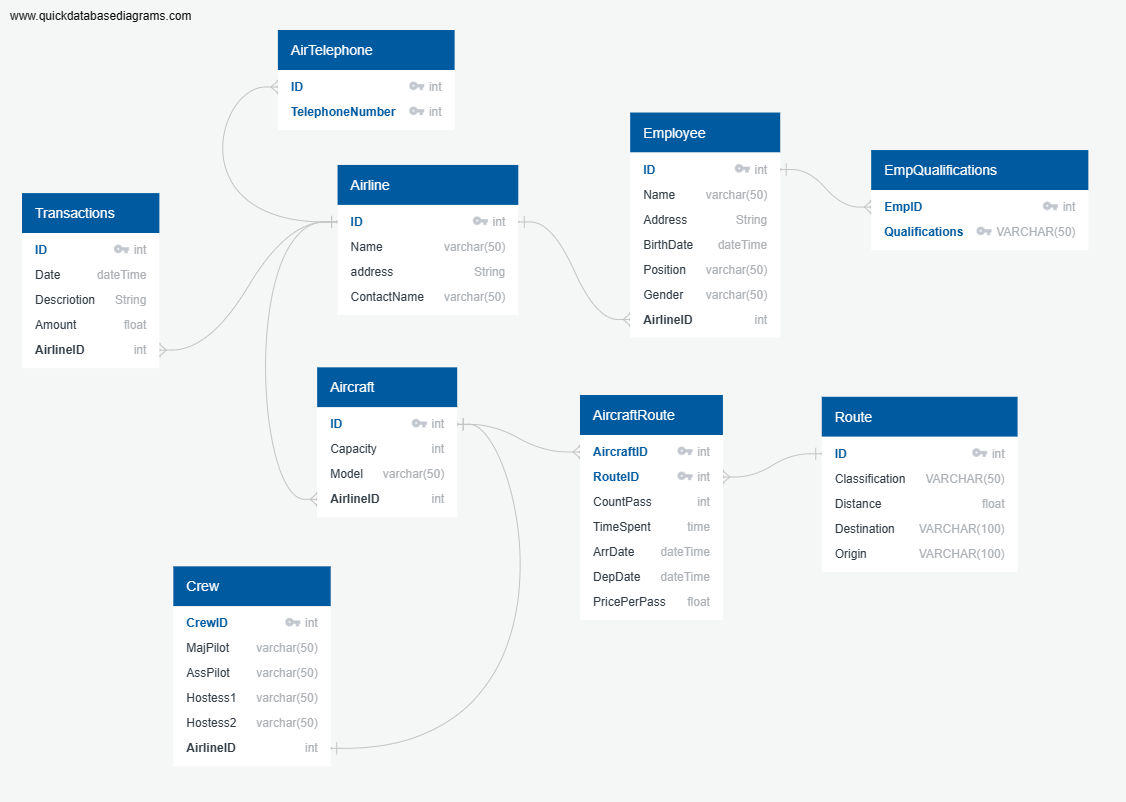 www.quickdatabasediagrams.com
AirTelephone
ID int
TelephoneNumber int
Airline
ID int
Name varchar(50)
address String
ContactName varchar(50)
Transactions
ID int
Date dateTime
Descriotion String
Amount float
AirlineID int
Employee
ID int
Name varchar(50)
Address String
BirthDate dateTime
Position varchar(50)
Gender varchar(50)
AirlineID int
EmpQualifications
EmpID int
Qualifications VARCHAR(50)
Aircraft
ID int
Capacity int
Model varchar(50)
AirlineID int
AircraftRoute
AircraftID int
RouteID int
CountPass int
TimeSpent time
ArrDate dateTime
DepDate dateTime
PricePerPass float
Route
ID int
Classification VARCHAR(50)
Distance float
Destination VARCHAR(100)
Origin VARCHAR(100)
Crew
CrewID int
MajPilot varchar(50)
AssPilot varchar(50)
Hostess1 varchar(50)
Hostess2 varchar(50)
AirlineID int